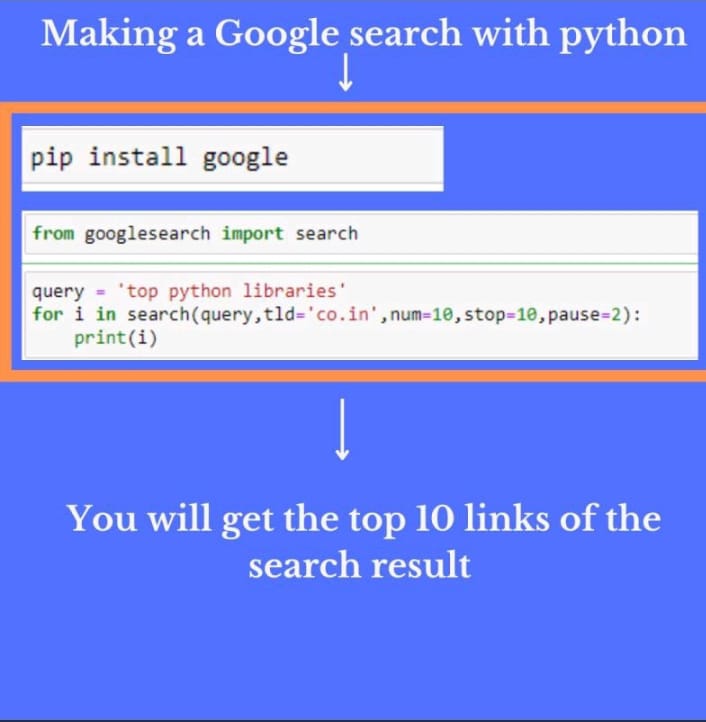 Making a Google search with python
pip install google
from googlesearch import search
query = 'top python libraries'
for i in search(query,tld='co.in',num=10,stop=10,pause=2):
    print(i)
You will get the top 10 links of the
search result